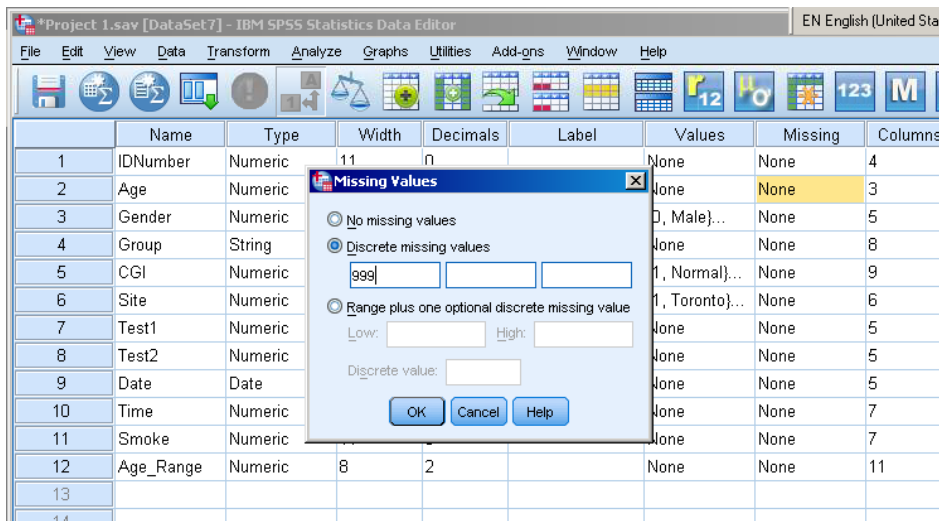 *Project 1.sav [DataSet7] - IBM SPSS Statistics Data Editor
EN English (United Sta
File Edit View Data Transform Analyze Graphs Utilities Add-ons Window Help
A
1 4
12
123 M
Name Type Width Decimals Label Values Missing Columns
1 IDNumber Numeric 11 0 None None 4
2 Age Numeric None None 3
3 Gender Numeric 0, Male}... None 5
4 Group String None None 8
5 CGI Numeric 1, Normal}... None 9
6 Site Numeric 1, Toronto}... None 6
7 Test1 Numeric None None 5
8 Test2 Numeric None None 5
9 Date Date None None 5
10 Time Numeric None None 7
11 Smoke Numeric None None 7
12 Age_Range Numeric 8 2 None None 11
13
14
Missing Values
No missing values
Discrete missing values
999
Range plus one optional discrete missing value
Low: High:
Discrete value:
OK Cancel Help